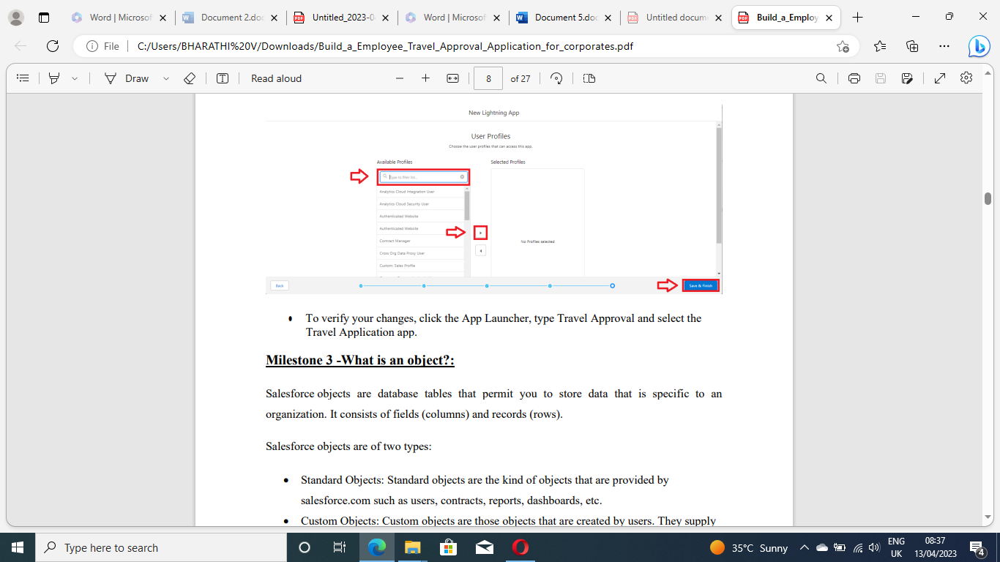 Word | Microsof
Document 2.doc
Untitled_2023-0
Word | Microsof
Document 5.doc
Untitled docum
Build_a_Employ
File
C:/Users/BHARATHI%20V/Downloads/Build_a_Employee_Travel_Approval_Application_for_corporates.pdf
Draw
Read aloud
8
of 27
New Lightning App
User Profiles
Choose the user profiles that can access this app.
Available Profiles
Selected Profiles
Type to filter list...
Analytics Cloud Integration User
Analytics Cloud Security User
Authenticated Website
Authenticated Website
Contract Manager
Cross Org Data Proxy User
Custom: Sales Profile
No Profiles selected
Back
Save & Finish
• To verify your changes, click the App Launcher, type Travel Approval and select the
Travel Application app.
Milestone 3 -What is an object?:
Salesforce objects are database tables that permit you to store data that is specific to an
organization. It consists of fields (columns) and records (rows).
Salesforce objects are of two types:
• Standard Objects: Standard objects are the kind of objects that are provided by
salesforce.com such as users, contracts, reports, dashboards, etc.
• Custom Objects: Custom objects are those objects that are created by users. They supply
Type here to search
35°C Sunny
ENG
UK
08:37
13/04/2023
4